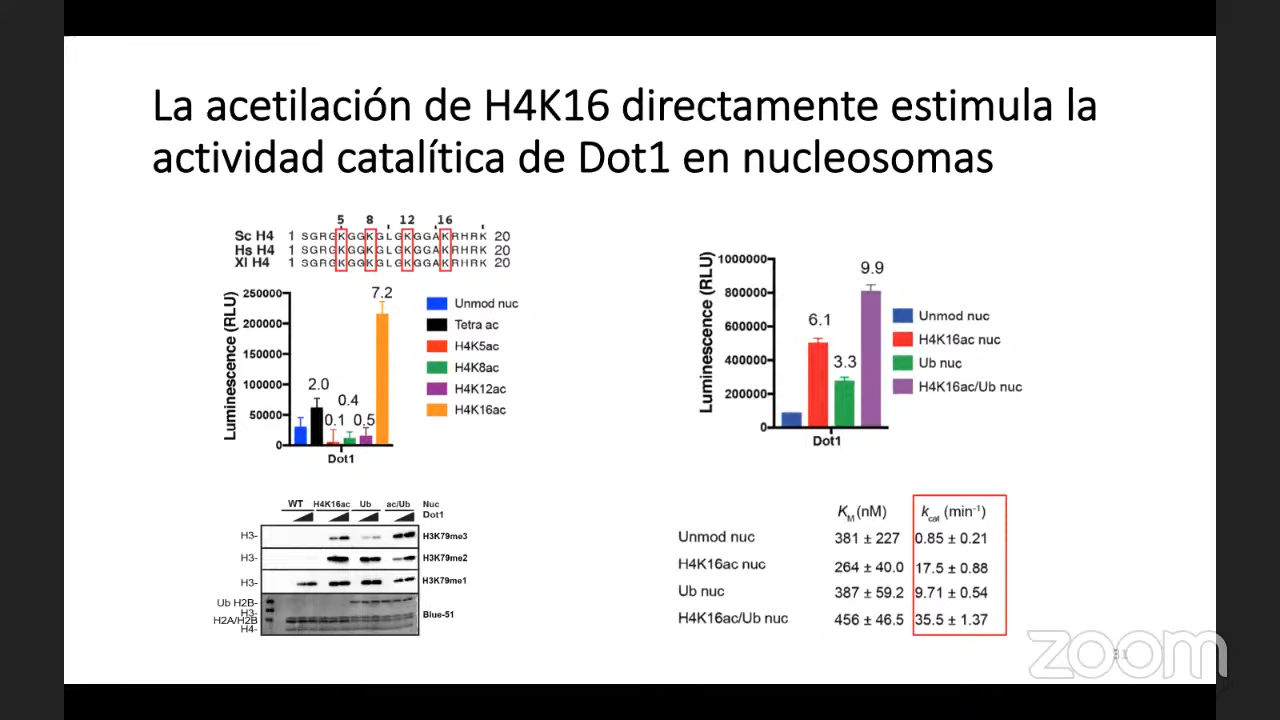 La acetilación de H4K16 directamente estimula la
actividad catalítica de Dot1 en nucleosomas
5 8 12 16
Sc H4 1 SGRGKGGKGLGKGGAKRHRK 20
Hs H4 1 SGRGKGGKGLGKGGAKRHRK 20
Xl H4 1 SGRGKGGKGLGKGGAKRHRK 20
Luminescence (RLU)
250000
200000
150000
100000
50000
0
2.0
0.1
0.4
0.5
7.2
Dot1
Unmod nuc
Tetra ac
H4K5ac
H4K8ac
H4K12ac
H4K16ac
Luminescence (RLU)
1000000
800000
600000
400000
200000
0
6.1
3.3
9.9
Dot1
Unmod nuc
H4K16ac nuc
Ub nuc
H4K16ac/Ub nuc
WT H4K16ac Ub ac/Ub Nuc
Dot1
H3- H3K79me3
H3- H3K79me2
H3- H3K79me1
Ub H2B-
H3-
H2A/H2B
H4-
Blue-51
KM (nM) kcat (min-1)
Unmod nuc 381 ± 227 0.85 ± 0.21
H4K16ac nuc 264 ± 40.0 17.5 ± 0.88
Ub nuc 387 ± 59.2 9.71 ± 0.54
H4K16ac/Ub nuc 456 ± 46.5 35.5 ± 1.37
zoom